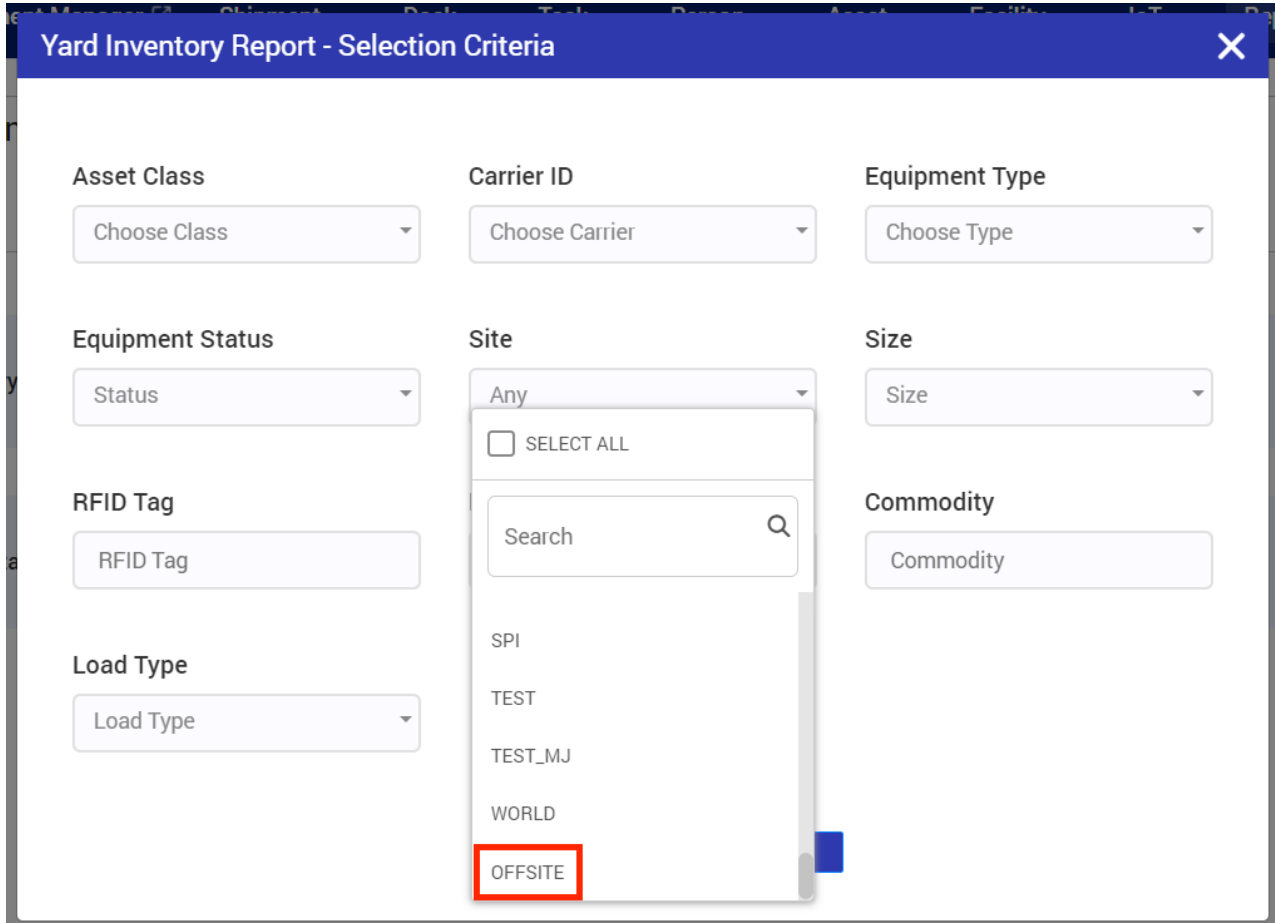 Yard Inventory Report - Selection Criteria
Asset Class
Carrier ID
Equipment Type
Choose Class
Choose Carrier
Choose Type
Equipment Status
Site
Size
Status
Any
Size
SELECT ALL
RFID Tag
Commodity
Search
RFID Tag
Commodity
SPI
Load Type
TEST
Load Type
TEST_MJ
WORLD
OFFSITE